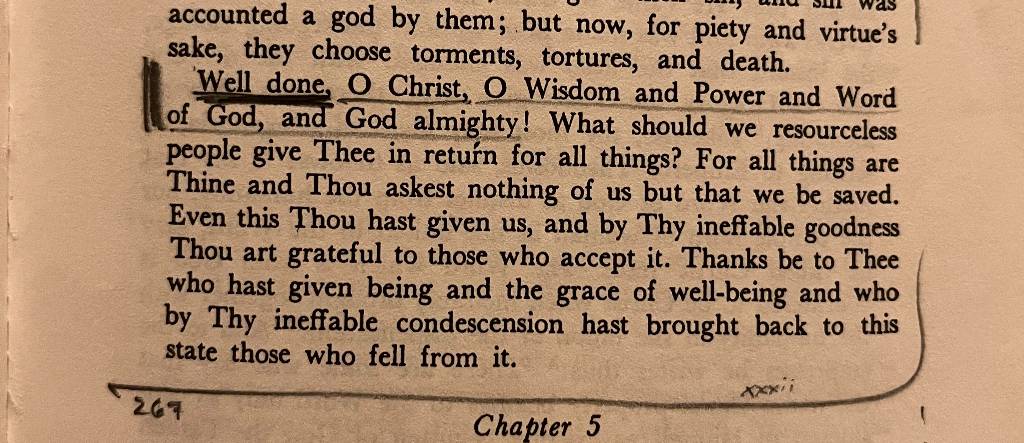 was
accounted a god by them; but now, for piety and virtue's
sake, they choose torments, tortures, and death.
Well done, O Christ, O Wisdom and Power and Word
of God, and God almighty! What should we resourceless
people give Thee in return for all things? For all things are
Thine and Thou askest nothing of us but that we be saved.
Even this Thou hast given us, and by Thy ineffable goodness
Thou art grateful to those who accept it. Thanks be to Thee
who hast given being and the grace of well-being and who
by Thy ineffable condescension hast brought back to this
state those who fell from it.
xxxii
267
Chapter 5